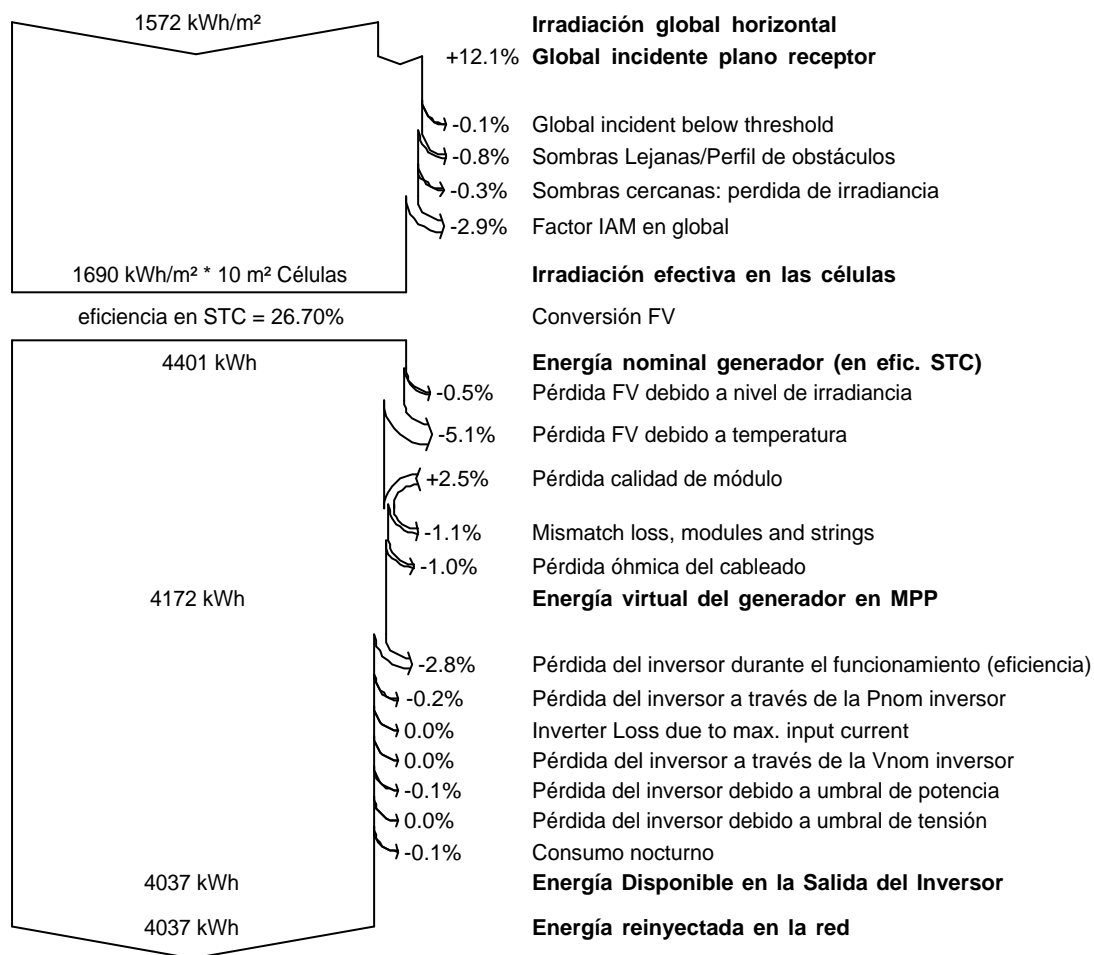 1572 kWh/m² Irradiación global horizontal
+12.1% Global incidente plano receptor
-0.1% Global incident below threshold
-0.8% Sombras Lejanas/Perfil de obstáculos
-0.3% Sombras cercanas: perdida de irradiancia
-2.9% Factor IAM en global
1690 kWh/m² * 10 m² Células Irradiación efectiva en las células
eficiencia en STC = 26.70% Conversión FV
4401 kWh Energía nominal generador (en efic. STC)
-0.5% Pérdida FV debido a nivel de irradiancia
-5.1% Pérdida FV debido a temperatura
+2.5% Pérdida calidad de módulo
-1.1% Mismatch loss, modules and strings
-1.0% Pérdida óhmica del cableado
4172 kWh Energía virtual del generador en MPP
-2.8% Pérdida del inversor durante el funcionamiento (eficiencia)
-0.2% Pérdida del inversor a través de la Pnom inversor
0.0% Inverter Loss due to max. input current
0.0% Pérdida del inversor a través de la Vnom inversor
-0.1% Pérdida del inversor debido a umbral de potencia
0.0% Pérdida del inversor debido a umbral de tensión
-0.1% Consumo nocturno
4037 kWh Energía Disponible en la Salida del Inversor
4037 kWh Energía reinyectada en la red